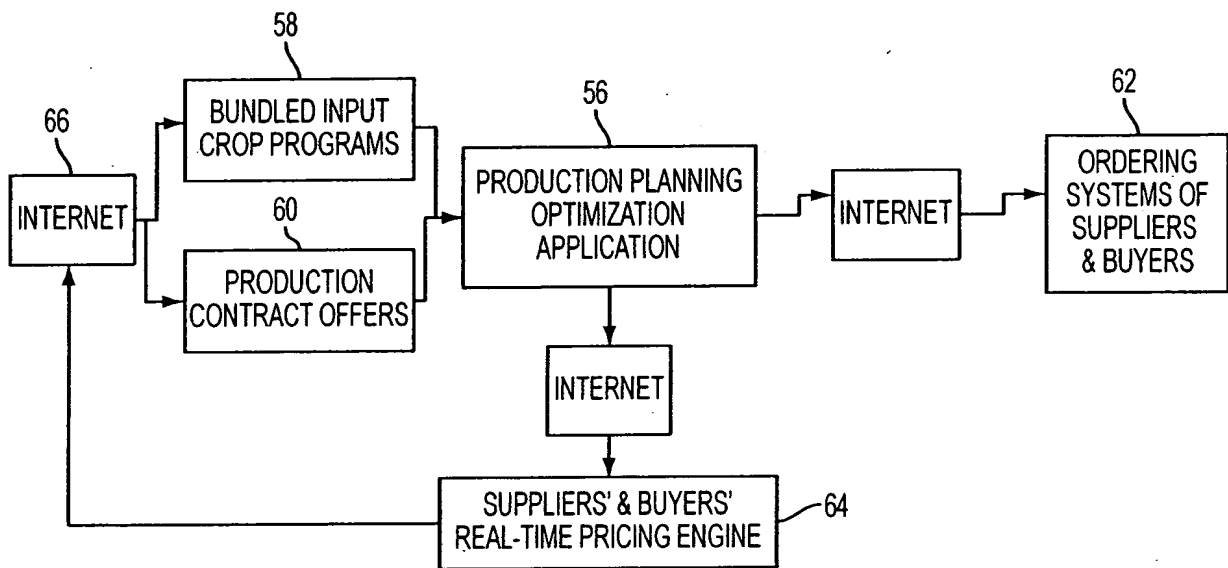 58
BUNDLED INPUT
CROP PROGRAMS
66
INTERNET
60
PRODUCTION
CONTRACT OFFERS
56
PRODUCTION PLANNING
OPTIMIZATION
APPLICATION
INTERNET
62
ORDERING
SYSTEMS OF
SUPPLIERS
& BUYERS
INTERNET
SUPPLIERS' & BUYERS'
REAL-TIME PRICING ENGINE
64